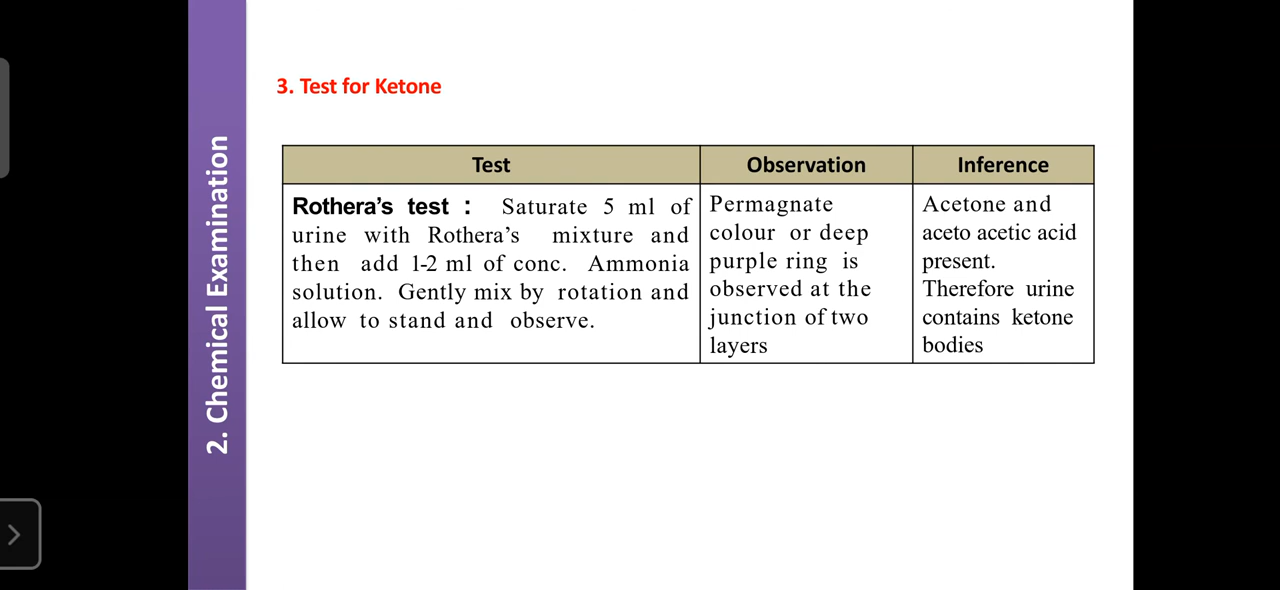 2. Chemical Examination
3. Test for Ketone
Test
Observation
Inference
Rothera's test : Saturate 5 ml of
urine with Rothera's mixture and
then add 1-2 ml of conc. Ammonia
solution. Gently mix by rotation and
allow to stand and observe.
Permagnate
colour or deep
purple ring is
observed at the
junction of two
layers
Acetone and
aceto acetic acid
present.
Therefore urine
contains ketone
bodies